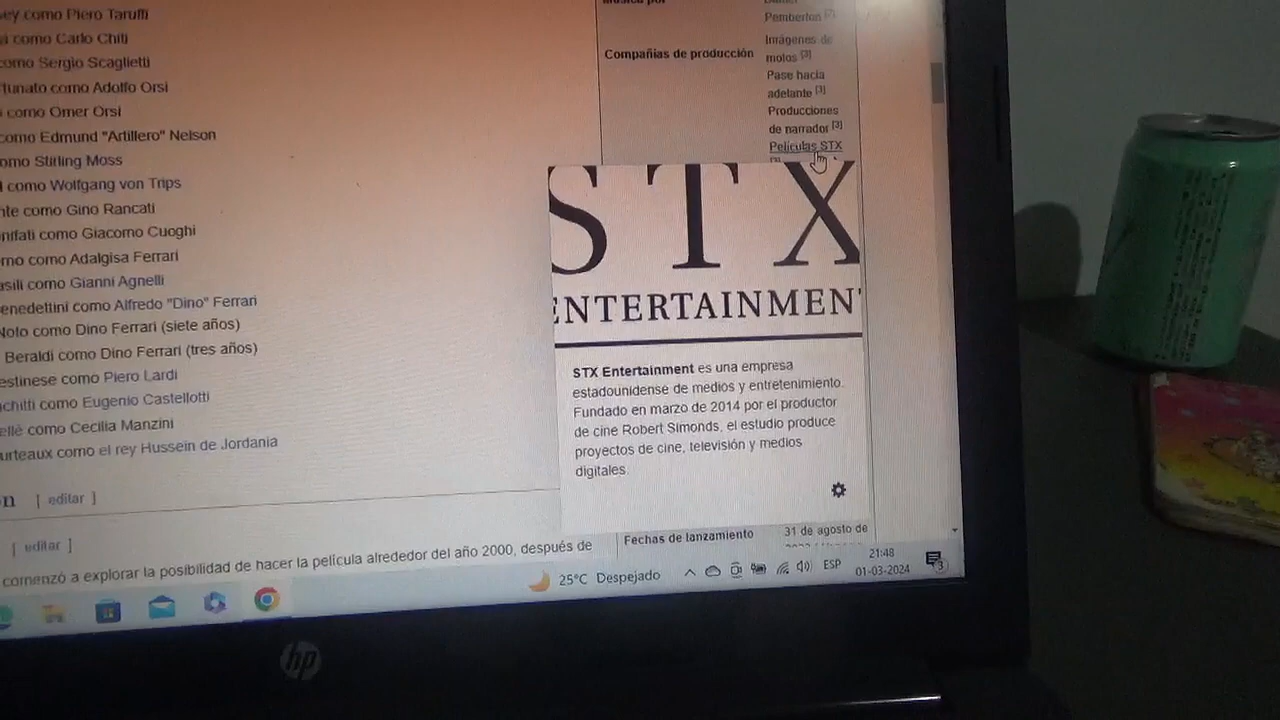 ey como Piero Taruffi
como Carlo Chiti
como Sergio Scaglietti
rtunato como Adolfo Orsi
como Omer Orsi
como Edmund "Artillero" Nelson
omo Stirling Moss
como Wolfgang von Trips
nte como Gino Rancati
nifati como Giacomo Cuoghi
rno como Adalgisa Ferrari
asili como Gianni Agnelli
enedettini como Alfredo "Dino" Ferrari
Noto como Dino Ferrari (siete años)
Beraldi como Dino Ferrari (tres años)
estinese como Piero Lardi
chitti como Eugenio Castellotti
ellè como Cecilia Manzini
urteaux como el rey Hussein de Jordania
n [ editar ]
[ editar ]
comenzó a explorar la posibilidad de hacer la película alrededor del año 2000, después de
Pemberton
Compañías de producción
Imágenes de
motos [3]
Pase hacia
adelante [3]
Producciones
de narrador [3]
Películas STX
STX
ENTERTAINMEN
STX Entertainment es una empresa
estadounidense de medios y entretenimiento.
Fundado en marzo de 2014 por el productor
de cine Robert Simonds, el estudio produce
proyectos de cine, televisión y medios
digitales.
Fechas de lanzamiento
31 de agosto de
25°C Despejado
ESP
21:48
01-03-2024
3
hp